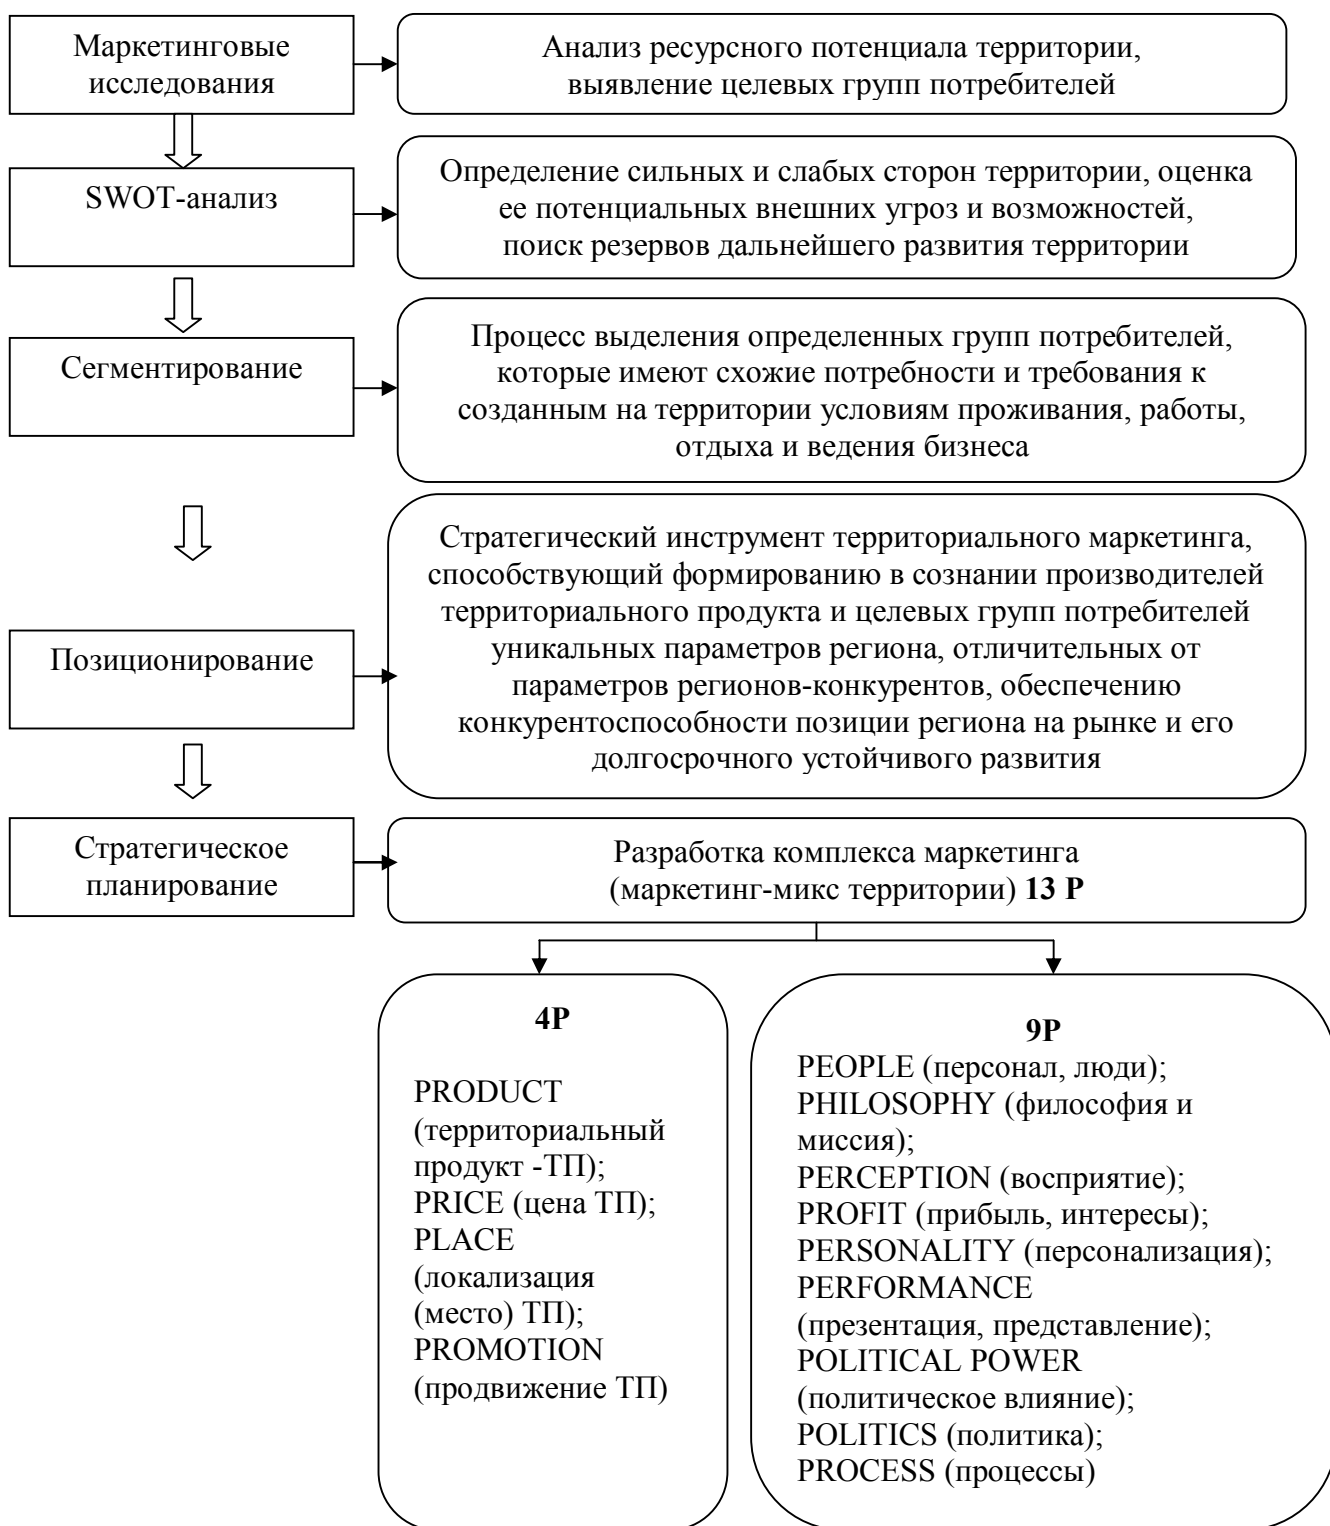 Маркетинговые
исследования
Анализ ресурсного потенциала территории,
выявление целевых групп потребителей
SWOT-анализ
Определение сильных и слабых сторон территории, оценка
ее потенциальных внешних угроз и возможностей,
поиск резервов дальнейшего развития территории
Сегментирование
Процесс выделения определенных групп потребителей,
которые имеют схожие потребности и требования к
созданным на территории условиям проживания, работы,
отдыха и ведения бизнеса
Позиционирование
Стратегический инструмент территориального маркетинга,
способствующий формированию в сознании производителей
территориального продукта и целевых групп потребителей
уникальных параметров региона, отличительных от
параметров регионов-конкурентов, обеспечению
конкурентоспособности позиции региона на рынке и его
долгосрочного устойчивого развития
Стратегическое
планирование
Разработка комплекса маркетинга
(маркетинг-микс территории) 13 P
4P
PRODUCT
(территориальный
продукт -ТП);
PRICE (цена ТП);
PLACE
(локализация
(место) ТП);
PROMOTION
(продвижение ТП)
9P
PEOPLE (персонал, люди);
PHILOSOPHY (философия и
миссия);
PERCEPTION (восприятие);
PROFIT (прибыль, интересы);
PERSONALITY (персонализация);
PERFORMANCE
(презентация, представление);
POLITICAL POWER
(политическое влияние);
POLITICS (политика);
PROCESS (процессы)